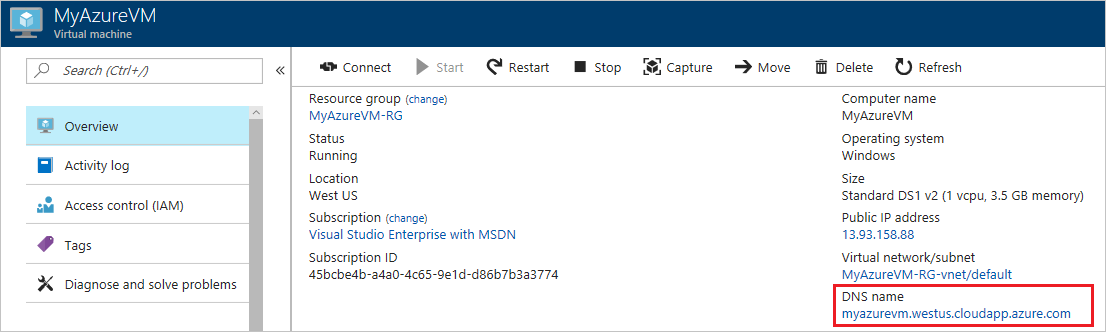 MyAzureVM
Virtual machine
Search (Ctrl+/)
«
Overview
Activity log
Access control (IAM)
Tags
Diagnose and solve problems
Connect Start Restart Stop Capture Move Delete Refresh
Resource group (change)
MyAzureVM-RG
Status
Running
Location
West US
Subscription (change)
Visual Studio Enterprise with MSDN
Subscription ID
45bcbe4b-a4a0-4c65-9e1d-d86b7b3a3774
Computer name
MyAzureVM
Operating system
Windows
Size
Standard DS1 v2 (1 vcpu, 3.5 GB memory)
Public IP address
13.93.158.88
Virtual network/subnet
MyAzureVM-RG-vnet/default
DNS name
myazurevm.westus.cloudapp.azure.com